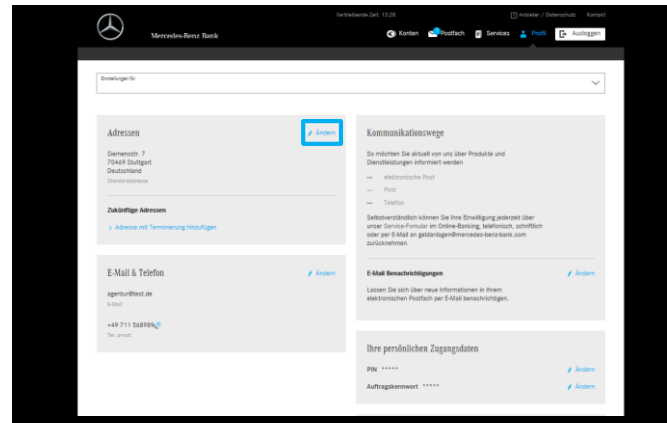 Verbleibende Zeit: 13:28
Anbieter / Datenschutz Kontakt
Mercedes-Benz Bank
Konten Postfach Services Profil Ausloggen
Einstellungen für
Adressen Ändern
Siemensstr. 7
70469 Stuttgart
Deutschland
Standardadresse
Zukünftige Adressen
Adresse mit Terminierung hinzufügen
E-Mail & Telefon Ändern
agentur@test.de
E-Mail
+49 711 568989
Tel. privat
Kommunikationswege
So möchten Sie aktuell von uns über Produkte und
Dienstleistungen informiert werden
— elektronische Post
— Post
— Telefon
Selbstverständlich können Sie Ihre Einwilligung jederzeit über
unser Service-Fomular im Online-Banking, telefonisch, schriftlich
oder per E-Mail an geldanlagen@mercedes-benz-bank.com
zurücknehmen.
E-Mail Benachrichtigungen Ändern
Lassen Sie sich über neue Informationen in Ihrem
elektronischen Postfach per E-Mail benachrichtigen.
Ihre persönlichen Zugangsdaten
PIN ***** Ändern
Auftragskennwort ***** Ändern